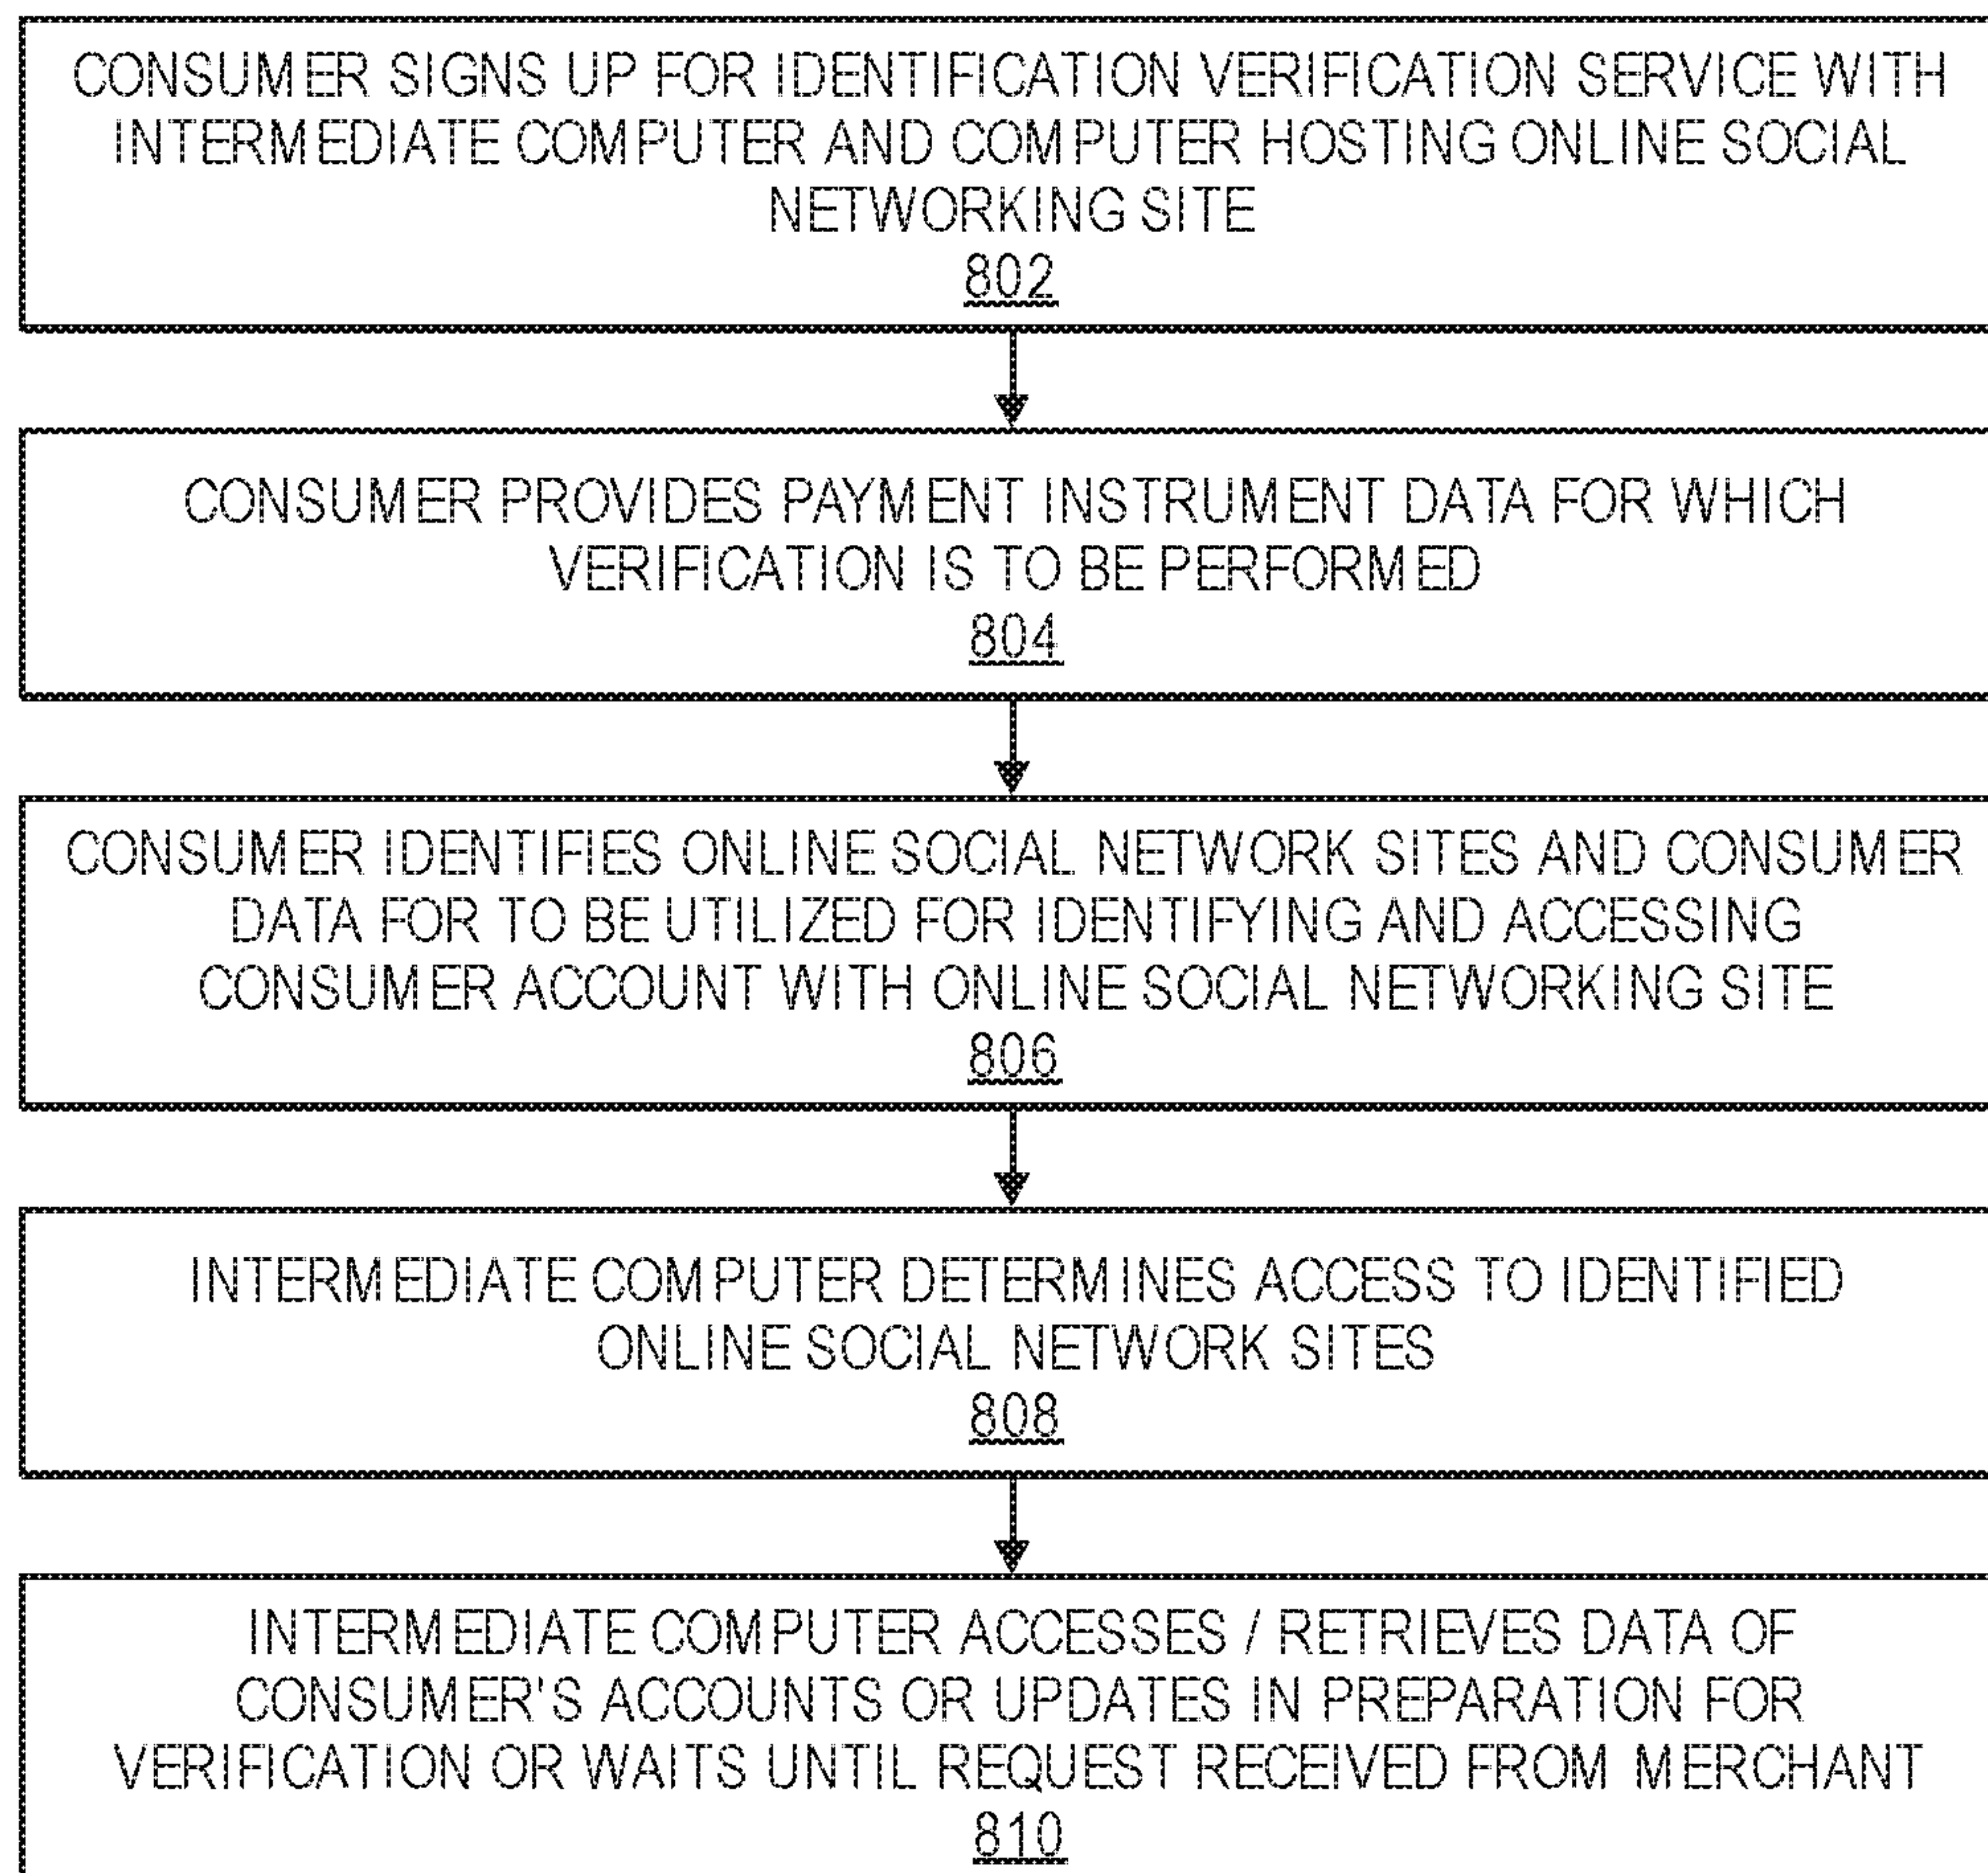 CONSUMER SIGNS UP FOR IDENTIFICATION VERIFICATION SERVICE WITH
INTERMEDIATE COMPUTER AND COMPUTER HOSTING ONLINE SOCIAL
NETWORKING SITE
802
CONSUMER PROVIDES PAYMENT INSTRUMENT DATA FOR WHICH
VERIFICATION IS TO BE PERFORMED
804
CONSUMER IDENTIFIES ONLINE SOCIAL NETWORK SITES AND CONSUMER
DATA FOR TO BE UTILIZED FOR IDENTIFYING AND ACCESSING
CONSUMER ACCOUNT WITH ONLINE SOCIAL NETWORKING SITE
806
INTERMEDIATE COMPUTER DETERMINES ACCESS TO IDENTIFIED
ONLINE SOCIAL NETWORK SITES
808
INTERMEDIATE COMPUTER ACCESSES / RETRIEVES DATA OF
CONSUMER'S ACCOUNTS OR UPDATES IN PREPARATION FOR
VERIFICATION OR WAITS UNTIL REQUEST RECEIVED FROM MERCHANT
810